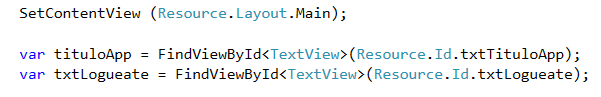 SetContentView (Resource.Layout.Main);
var tituloApp = FindViewById<TextView>(Resource.Id.txtTituloApp);
var txtLogueate = FindViewById<TextView>(Resource.Id.txtLogueate);